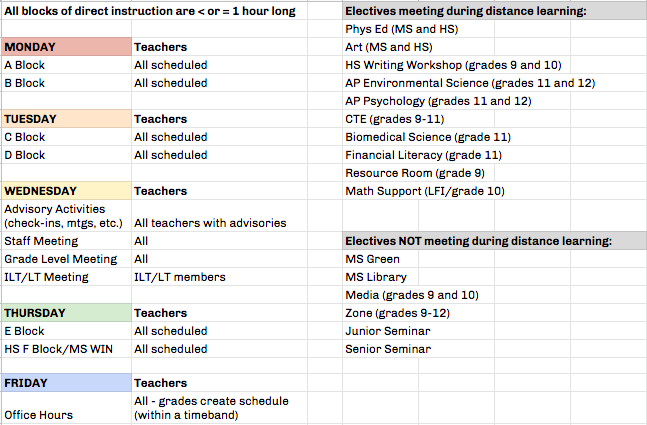 All blocks of direct instruction are < or = 1 hour long
MONDAY Teachers
A Block All scheduled
B Block All scheduled
TUESDAY Teachers
C Block All scheduled
D Block All scheduled
WEDNESDAY Teachers
Advisory Activities
(check-ins, mtgs, etc.) All teachers with advisories
Staff Meeting All
Grade Level Meeting All
ILT/LT Meeting ILT/LT members
THURSDAY Teachers
E Block All scheduled
HS F Block/MS WIN All scheduled
FRIDAY Teachers
All - grades create schedule
Office Hours (within a timeband)
Electives meeting during distance learning:
Phys Ed (MS and HS)
Art (MS and HS)
HS Writing Workshop (grades 9 and 10)
AP Environmental Science (grades 11 and 12)
AP Psychology (grades 11 and 12)
CTE (grades 9-11)
Biomedical Science (grade 11)
Financial Literacy (grade 11)
Resource Room (grade 9)
Math Support (LFI/grade 10)
Electives NOT meeting during distance learning:
MS Green
MS Library
Media (grades 9 and 10)
Zone (grades 9-12)
Junior Seminar
Senior Seminar